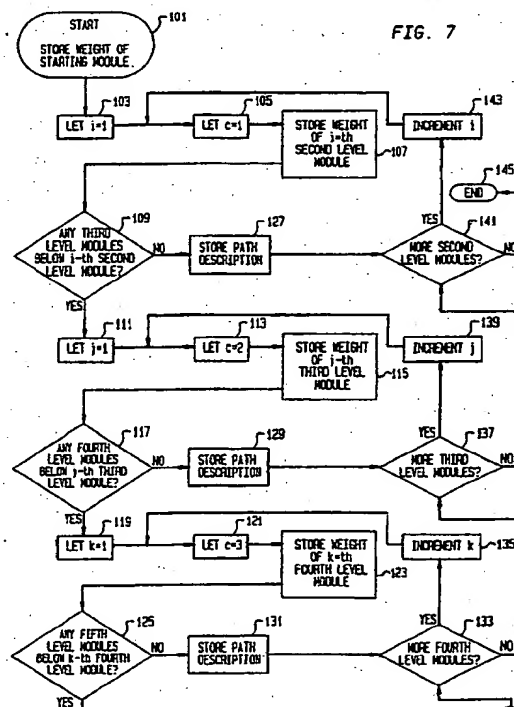 FIG. 7
START
STORE WEIGHT OF
STARTING MODULE.
101
LET i=1
103
LET c=1
105
STORE WEIGHT
OF i=th
SECOND LEVEL
MODULE
107
INCREMENT i
143
END
145
ANY THIRD
LEVEL MODULES
BELOW i-th SECOND
LEVEL MODULE?
109
NO
STORE PATH
DESCRIPTION
127
YES
MORE SECOND
LEVEL MODULES?
141
NO
YES
LET j=1
111
LET c=2
113
STORE WEIGHT
OF j-th
THIRD LEVEL
MODULE
115
INCREMENT j
139
ANY FOURTH
LEVEL MODULES
BELOW j-th THIRD
LEVEL MODULE?
117
NO
STORE PATH
DESCRIPTION
129
YES
MORE THIRD
LEVEL MODULES?
137
NO
YES
LET k=1
119
LET c=3
121
STORE WEIGHT
OF k=th
FOURTH LEVEL
MODULE
123
INCREMENT k
135
ANY FIFTH
LEVEL MODULES
BELOW k-th FOURTH
LEVEL MODULE?
125
NO
STORE PATH
DESCRIPTION
131
YES
MORE FOURTH
LEVEL MODULES?
133
NO
YES